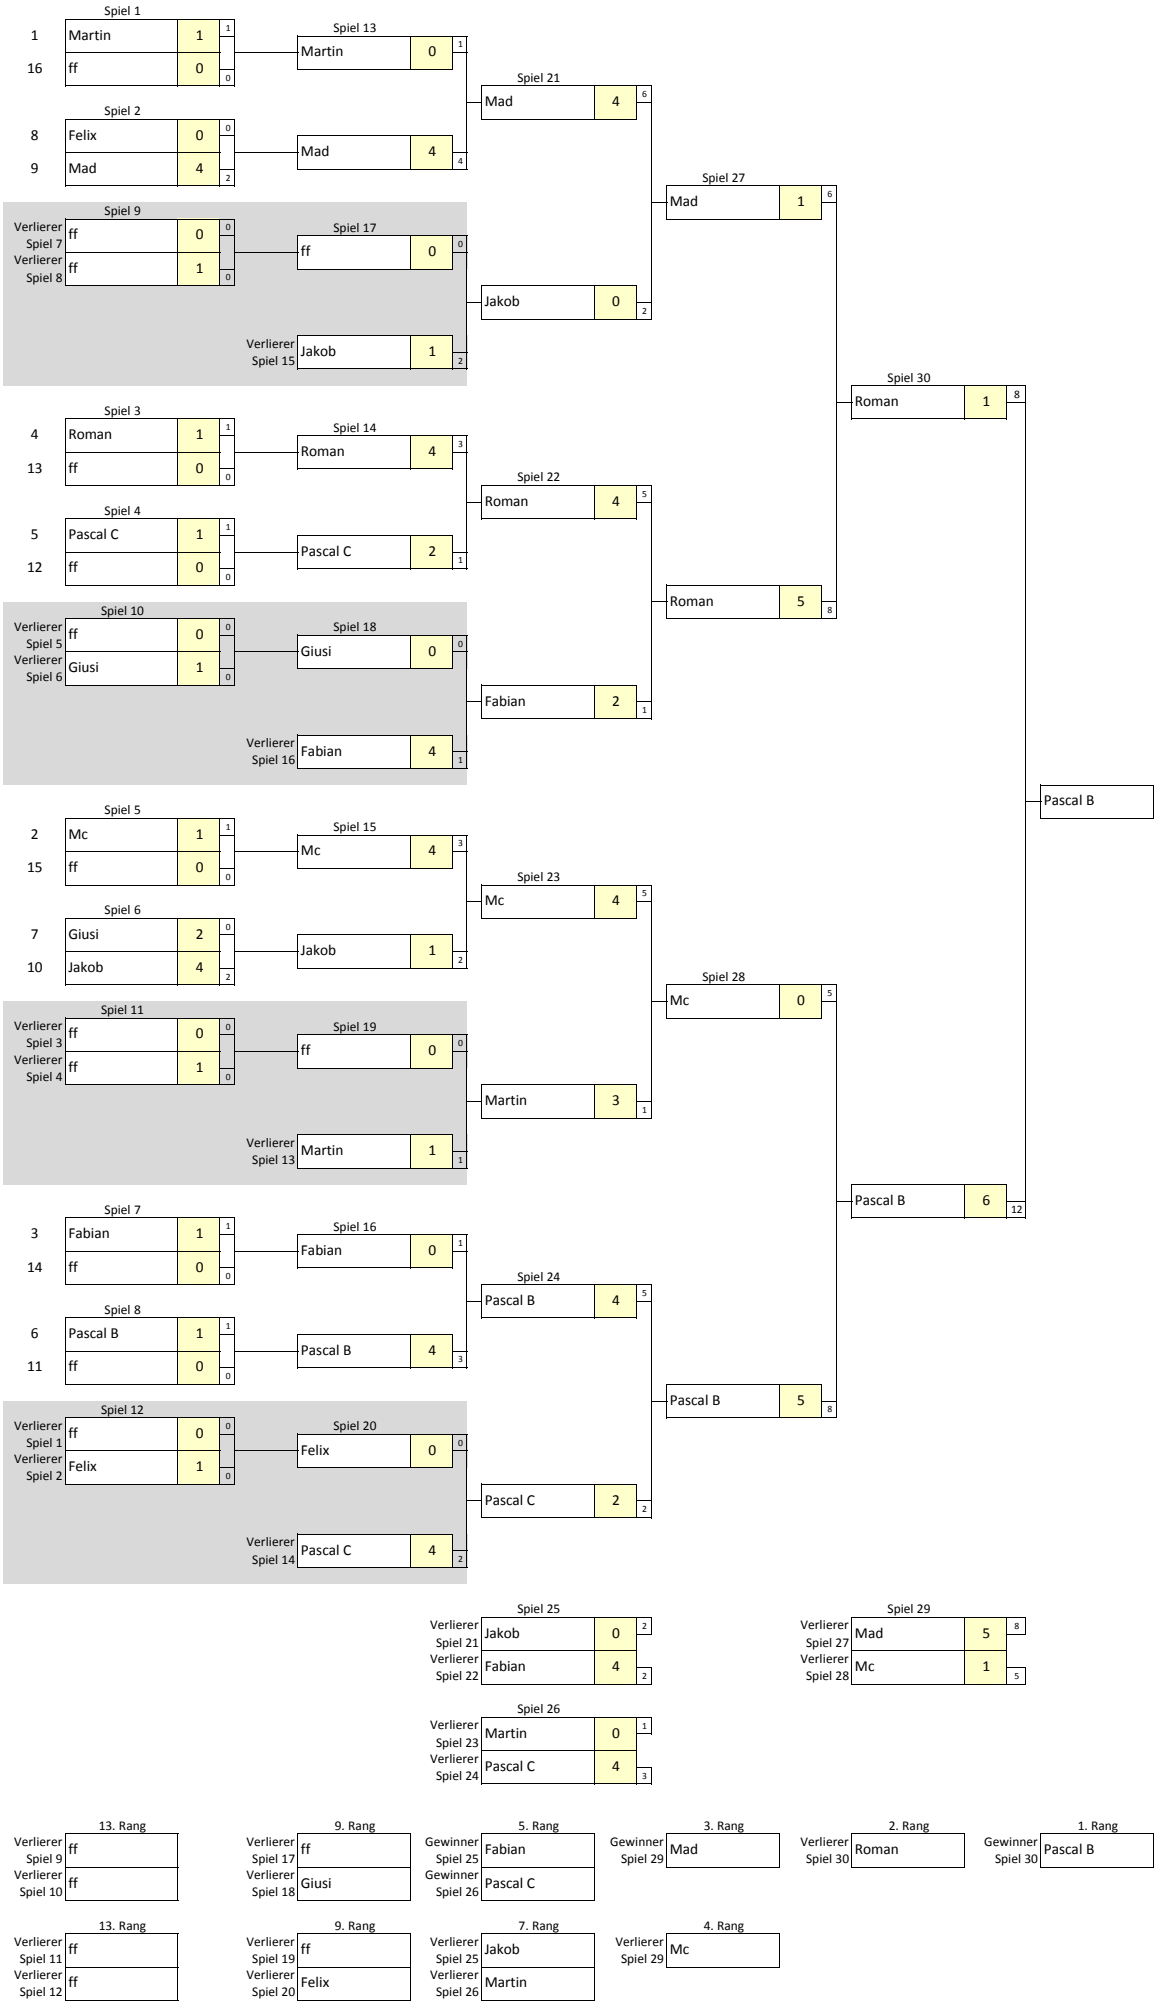 Spiel 1
1 Martin 1 1
16 ff 0 0
Spiel 13
Martin 0 1
Spiel 21
Mad 4 6
Spiel 2
8 Felix 0 0
9 Mad 4 2
Mad 4 4
Spiel 27
Mad 1 6
Spiel 9
Verlierer Spiel 7 ff 0 0
Verlierer Spiel 8 ff 1 0
Spiel 17
ff 0 0
Jakob 0 2
Verlierer Spiel 15 Jakob 1 2
Spiel 30
Roman 1 8
Spiel 3
4 Roman 1 1
13 ff 0 0
Spiel 14
Roman 4 3
Spiel 22
Roman 4 5
Spiel 4
5 Pascal C 1 1
12 ff 0 0
Pascal C 2 1
Roman 5 8
Spiel 10
Verlierer Spiel 5 ff 0 0
Verlierer Spiel 6 Giusi 1 0
Spiel 18
Giusi 0 0
Fabian 2 1
Verlierer Spiel 16 Fabian 4 1
Pascal B
Spiel 5
2 Mc 1 1
15 ff 0 0
Spiel 15
Mc 4 3
Spiel 23
Mc 4 5
Spiel 6
7 Giusi 2 0
10 Jakob 4 2
Jakob 1 2
Spiel 28
Mc 0 5
Spiel 11
Verlierer Spiel 3 ff 0 0
Verlierer Spiel 4 ff 1 0
Spiel 19
ff 0 0
Martin 3 1
Verlierer Spiel 13 Martin 1 1
Pascal B 6 12
Spiel 7
3 Fabian 1 1
14 ff 0 0
Spiel 16
Fabian 0 1
Spiel 24
Pascal B 4 5
Spiel 8
6 Pascal B 1 1
11 ff 0 0
Pascal B 4 3
Pascal B 5 8
Spiel 12
Verlierer Spiel 1 ff 0 0
Verlierer Spiel 2 Felix 1 0
Spiel 20
Felix 0 0
Pascal C 2 2
Verlierer Spiel 14 Pascal C 4 2
Spiel 25
Verlierer Spiel 21 Jakob 0 2
Verlierer Spiel 22 Fabian 4 2
Spiel 29
Verlierer Spiel 27 Mad 5 8
Verlierer Spiel 28 Mc 1 5
Spiel 26
Verlierer Spiel 23 Martin 0 1
Verlierer Spiel 24 Pascal C 4 3
13. Rang
Verlierer Spiel 9 ff
Verlierer Spiel 10 ff
9. Rang
Verlierer Spiel 17 ff
Verlierer Spiel 18 Giusi
5. Rang
Gewinner Spiel 25 Fabian
Gewinner Spiel 26 Pascal C
3. Rang
Gewinner Spiel 29 Mad
2. Rang
Verlierer Spiel 30 Roman
1. Rang
Gewinner Spiel 30 Pascal B
13. Rang
Verlierer Spiel 11 ff
Verlierer Spiel 12 ff
9. Rang
Verlierer Spiel 19 ff
Verlierer Spiel 20 Felix
7. Rang
Verlierer Spiel 25 Jakob
Verlierer Spiel 26 Martin
4. Rang
Verlierer Spiel 29 Mc